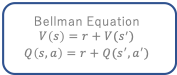 Bellman Equation
𝑉(𝑠) = 𝑟 + 𝑉(𝑠′)
𝑄(𝑠, 𝑎) = 𝑟 + 𝑄(𝑠′, 𝑎′)